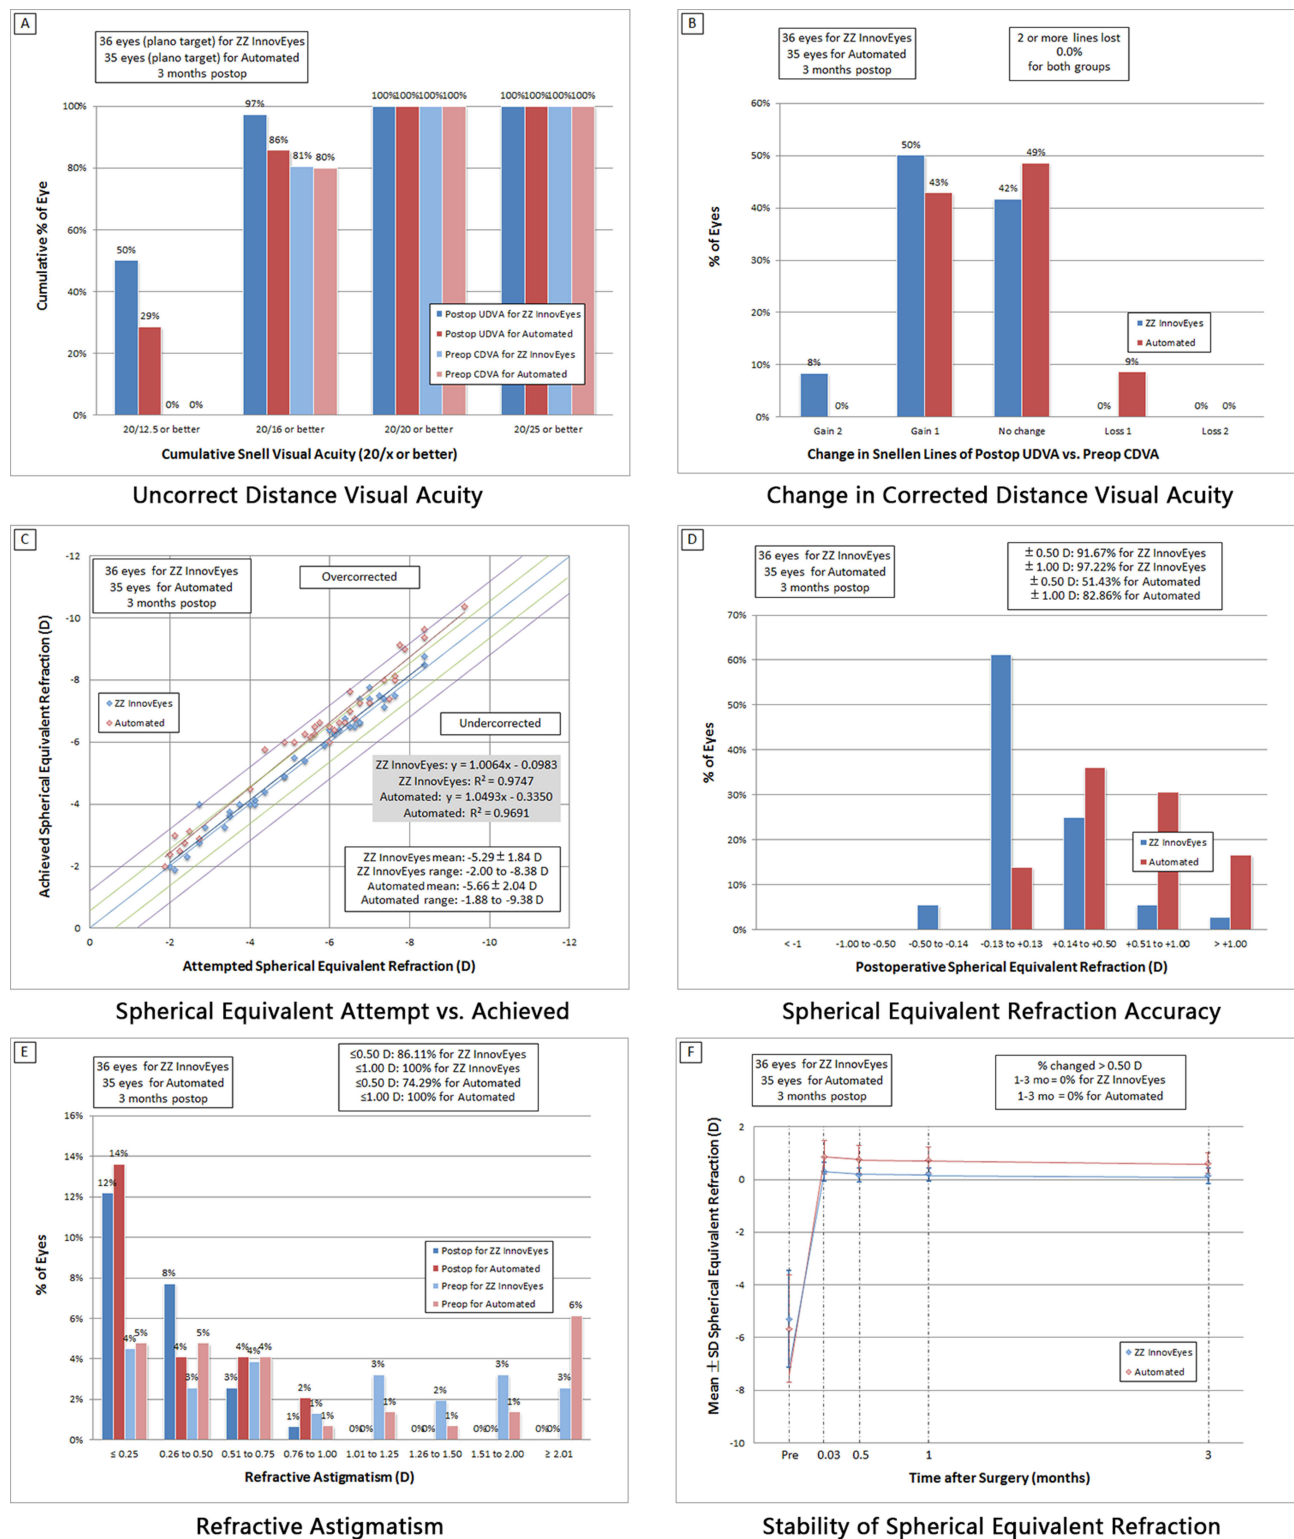 A
36 eyes (plano target) for ZZ InnovEyes
35 eyes (plano target) for Automated
3 months postop
100%
80%
60%
40%
20%
0%
Cumulative % of Eye
50%
29%
0%
0%
97%
86%
81%
80%
100%100%100%100%
100%100%100%100%
Postop UDVA for ZZ InnovEyes
Postop UDVA for Automated
Preop CDVA for ZZ InnovEyes
Preop CDVA for Automated
20/12.5 or better
20/16 or better
20/20 or better
20/25 or better
Cumulative Snell Visual Acuity (20/x or better)
Uncorrect Distance Visual Acuity
B
36 eyes for ZZ InnovEyes
35 eyes for Automated
3 months postop
2 or more lines lost
0.0%
for both groups
60%
50%
40%
30%
20%
10%
0%
% of Eyes
8%
0%
50%
43%
42%
49%
0%
9%
0%
0%
ZZ InnovEyes
Automated
Gain 2
Gain 1
No change
Loss 1
Loss 2
Change in Snellen Lines of Postop UDVA vs. Preop CDVA
Change in Corrected Distance Visual Acuity
C
36 eyes for ZZ InnovEyes
35 eyes for Automated
3 months postop
Overcorrected
Undercorrected
ZZ InnovEyes
Automated
-12
-10
-8
-6
-4
-2
0
Achieved Spherical Equivalent Refraction (D)
ZZ InnovEyes: y = 1.0064x - 0.0983
ZZ InnovEyes: R² = 0.9747
Automated: y = 1.0493x - 0.3350
Automated: R² = 0.9691
ZZ InnovEyes mean: -5.29 ± 1.84 D
ZZ InnovEyes range: -2.00 to -8.38 D
Automated mean: -5.66 ± 2.04 D
Automated range: -1.88 to -9.38 D
0
-2
-4
-6
-8
-10
-12
Attempted Spherical Equivalent Refraction (D)
Spherical Equivalent Attempt vs. Achieved
D
36 eyes for ZZ InnovEyes
35 eyes for Automated
3 months postop
± 0.50 D: 91.67% for ZZ InnovEyes
± 1.00 D: 97.22% for ZZ InnovEyes
± 0.50 D: 51.43% for Automated
± 1.00 D: 82.86% for Automated
70%
60%
50%
40%
30%
20%
10%
0%
% of Eyes
ZZ InnovEyes
Automated
< -1
-1.00 to -0.50
-0.50 to -0.14
-0.13 to +0.13
+0.14 to +0.50
+0.51 to +1.00
> +1.00
Postoperative Spherical Equivalent Refraction (D)
Spherical Equivalent Refraction Accuracy
E
36 eyes for ZZ InnovEyes
35 eyes for Automated
3 months postop
≤0.50 D: 86.11% for ZZ InnovEyes
≤1.00 D: 100% for ZZ InnovEyes
≤0.50 D: 74.29% for Automated
≤1.00 D: 100% for Automated
16%
14%
12%
10%
8%
6%
4%
2%
0%
% of Eyes
12%
14%
4%
5%
8%
4%
3%
5%
3%
4%
4%
4%
1%
2%
1%
1%
0%0%
3%
1%
0%0%
2%
1%
0%0%
3%
1%
0%0%
3%
6%
Postop for ZZ InnovEyes
Postop for Automated
Preop for ZZ InnovEyes
Preop for Automated
≤ 0.25
0.26 to 0.50
0.51 to 0.75
0.76 to 1.00
1.01 to 1.25
1.26 to 1.50
1.51 to 2.00
≥ 2.01
Refractive Astigmatism (D)
Refractive Astigmatism
F
36 eyes for ZZ InnovEyes
35 eyes for Automated
3 months postop
% changed > 0.50 D
1-3 mo = 0% for ZZ InnovEyes
1-3 mo = 0% for Automated
2
0
-2
-4
-6
-8
-10
Mean ± SD Spherical Equivalent Refraction (D)
ZZ InnovEyes
Automated
Pre
0.03
0.5
1
3
Time after Surgery (months)
Stability of Spherical Equivalent Refraction